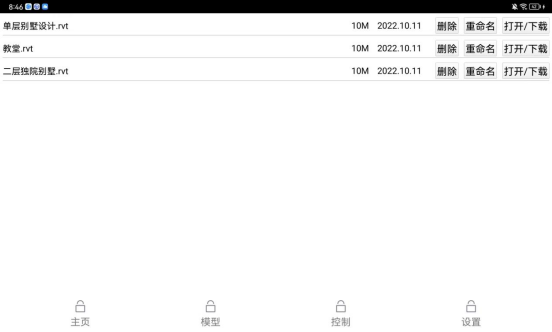 8:46
单层别墅设计.rvt 10M 2022.10.11 删除 重命名 打开/下载
教堂.rvt 10M 2022.10.11 删除 重命名 打开/下载
二层独院别墅.rvt 10M 2022.10.11 删除 重命名 打开/下载
主页 模型 控制 设置